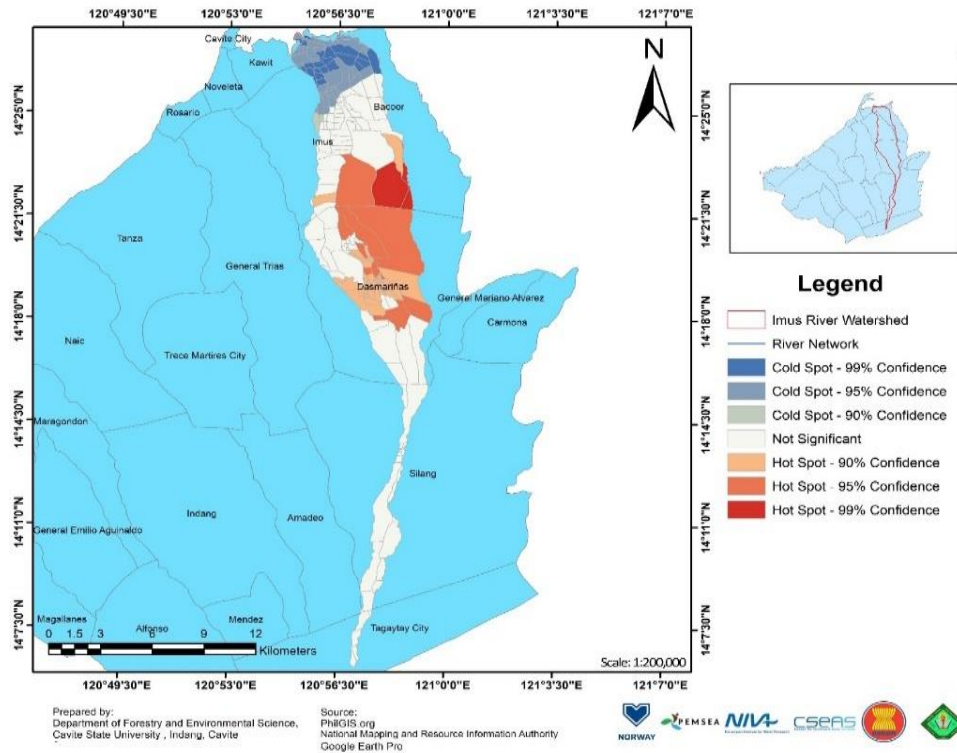 120°49'30"E 120°53'0"E 120°56'30"E 121°0'0"E 121°3'30"E 121°7'0"E
Cavite City
Kawit
Noveleta
Rosario
Bacoor
Imus
Tanza
General Trias
Dasmariñas
General Mariano Alvarez
Carmona
Naic
Trece Martires City
Maragondon
Silang
Indang
Amadeo
General Emilio Aguinaldo
Magallanes
Alfonso
Mendez
Tagaytay City
14°25'0"N
14°21'30"N
14°18'0"N
14°14'30"N
14°11'0"N
14°7'30"N
14°25'0"N
14°21'30"N
14°18'0"N
14°14'30"N
14°11'0"N
14°7'30"N
0 1.5 3 6 9 12
Kilometers
Scale: 1:200,000
120°49'30"E 120°53'0"E 120°56'30"E 121°0'0"E 121°3'30"E 121°7'0"E
N
Legend
Imus River Watershed
River Network
Cold Spot - 99% Confidence
Cold Spot - 95% Confidence
Cold Spot - 90% Confidence
Not Significant
Hot Spot - 90% Confidence
Hot Spot - 95% Confidence
Hot Spot - 99% Confidence
Prepared by:
Department of Forestry and Environmental Science,
Cavite State University , Indang, Cavite
Source:
PhilGIS.org
National Mapping and Resource Information Authority
Google Earth Pro
NORWAY
PEMSEA
NIVA
CSEAS